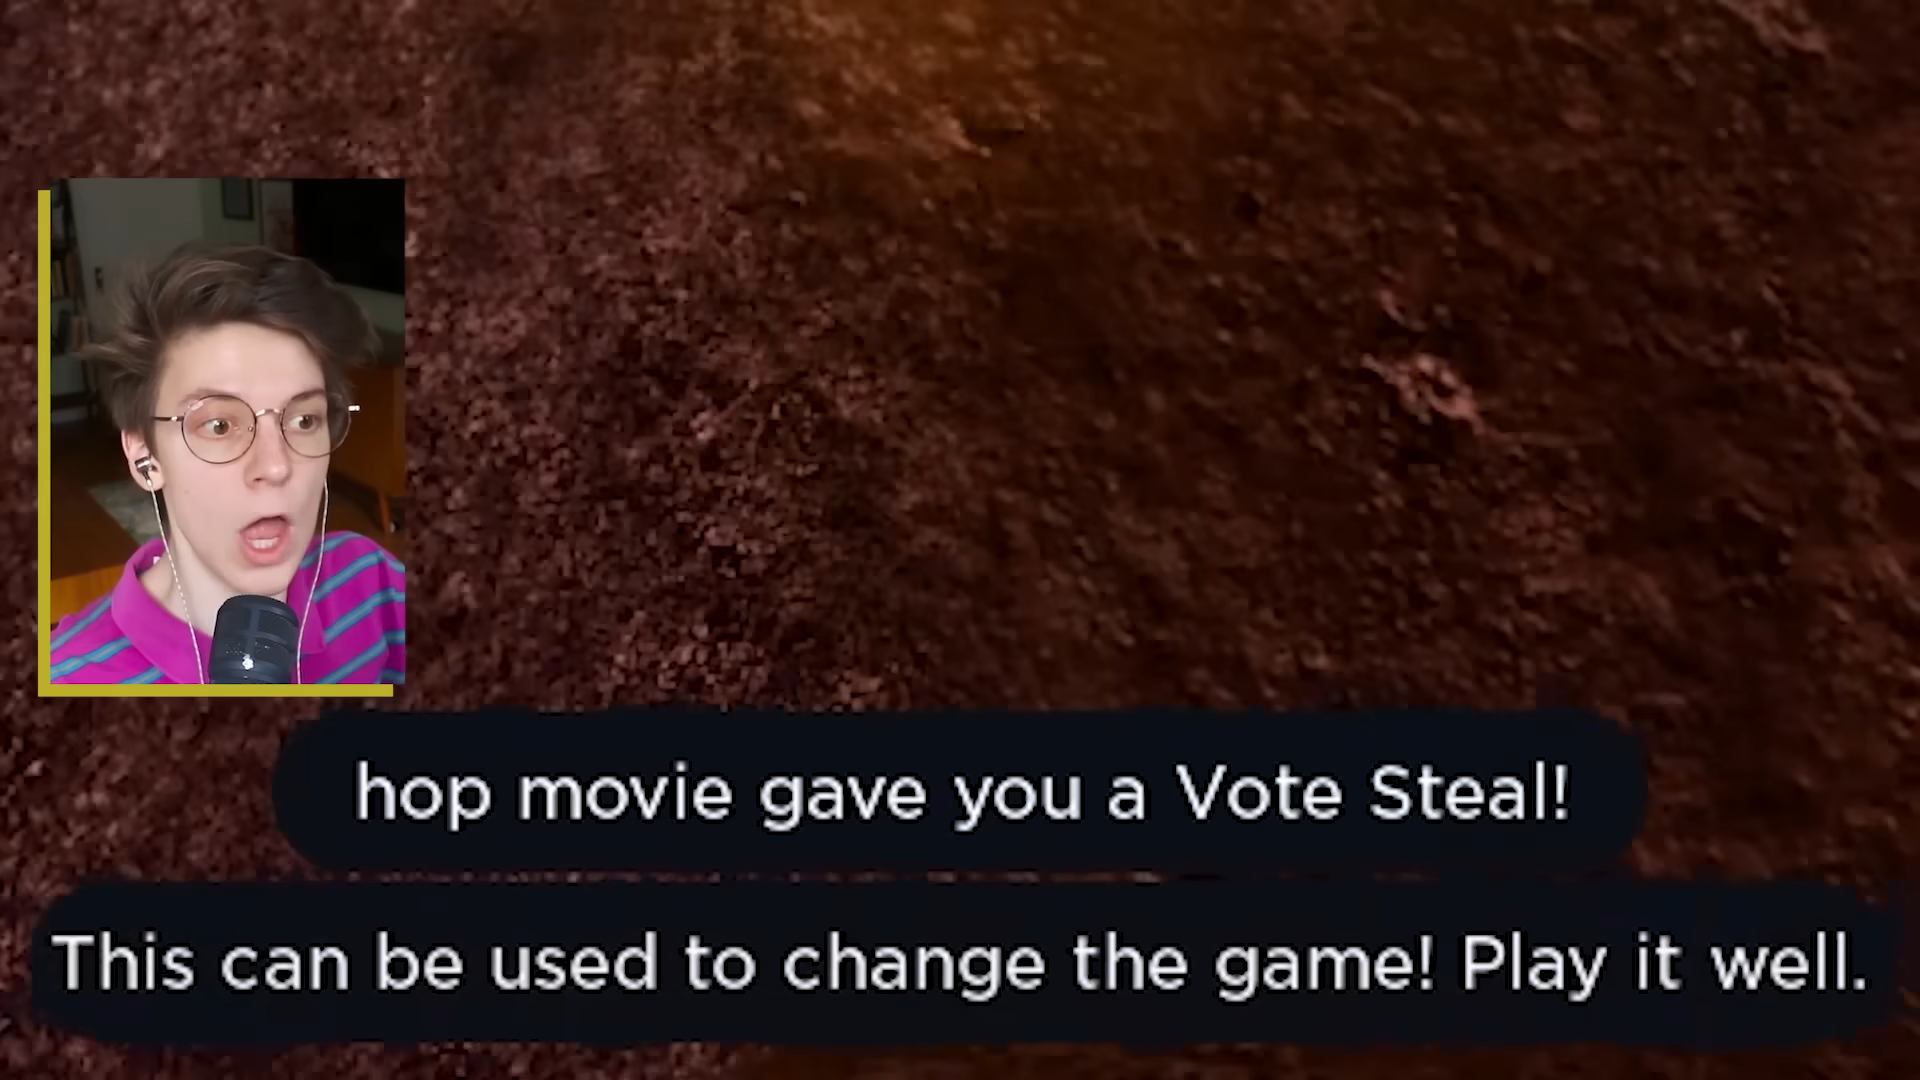 hop movie gave you a Vote Steal!
This can be used to change the game! Play it well.